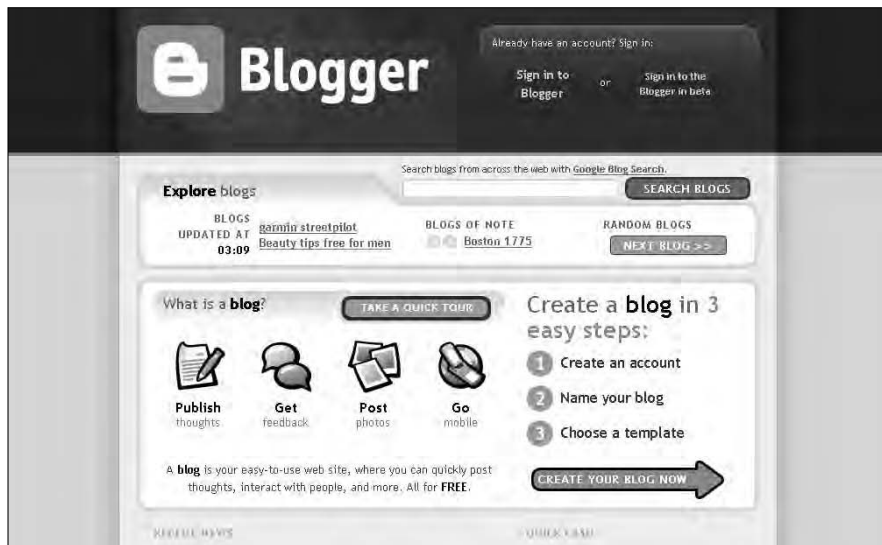 Blogger
Already have an account? Sign in:
Sign in to
Blogger
or
Sign in to the
Blogger in beta
Search blogs from across the web with Google Blog Search.
Explore blogs
SEARCH BLOGS
BLOGS
UPDATED AT
03:09
garmin streetpilot
Beauty tips free for men
BLOGS OF NOTE
Boston 1775
RANDOM BLOGS
NEXT BLOG >>
What is a blog?
TAKE A QUICK TOUR
Publish
thoughts
Get
feedback
Post
photos
Go
mobile
A blog is your easy-to-use web site, where you can quickly post
thoughts, interact with people, and more. All for FREE.
Create a blog in 3
easy steps:
1 Create an account
2 Name your blog
3 Choose a template
CREATE YOUR BLOG NOW
RECENT NEWS